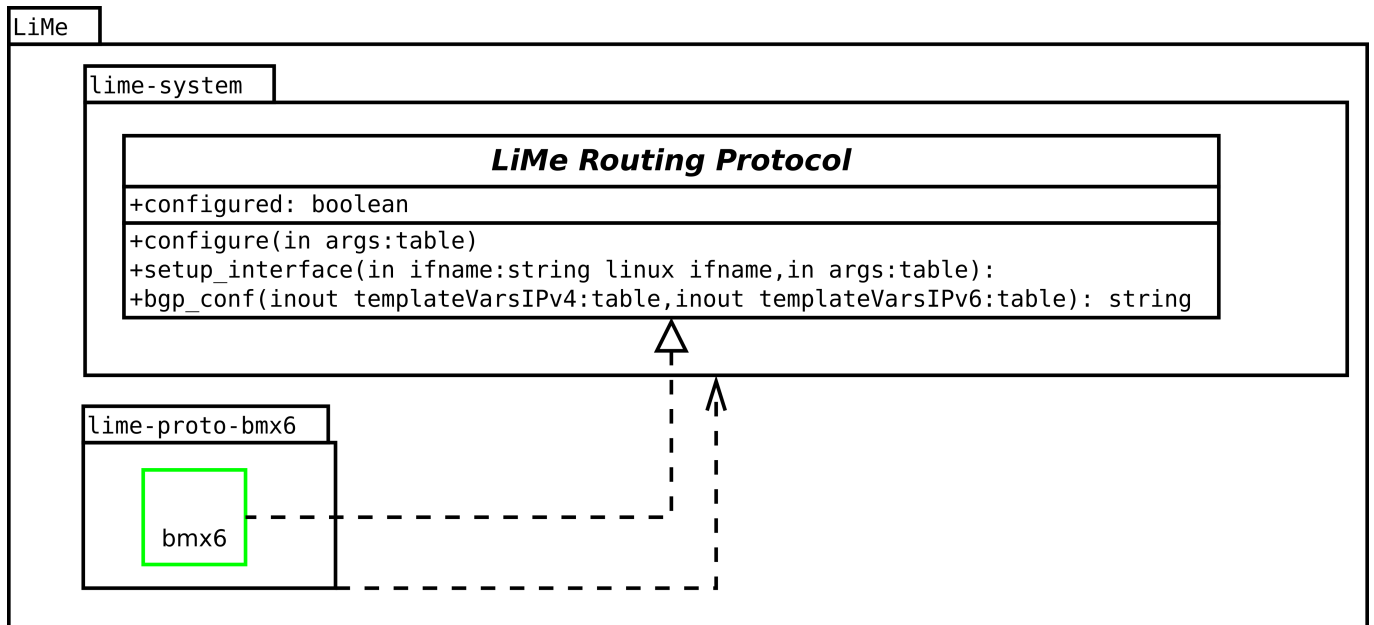 LiMe
lime-system
LiMe Routing Protocol
+configured: boolean
+configure(in args:table)
+setup_interface(in ifname:string linux ifname,in args:table):
+bgp_conf(inout templateVarsIPv4:table,inout templateVarsIPv6:table): string
lime-proto-bmx6
bmx6